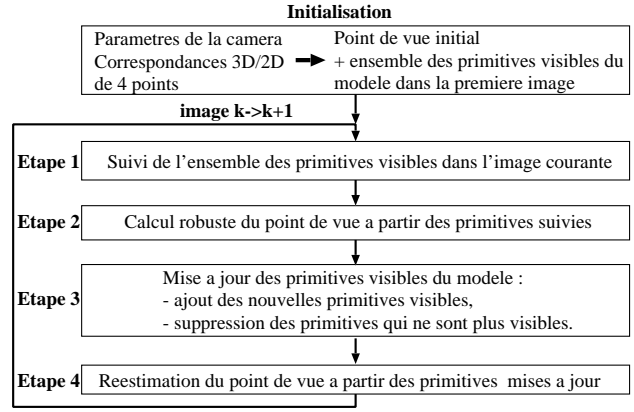 Initialisation
Parametres de la camera
Correspondances 3D/2D
de 4 points
Point de vue initial
+ ensemble des primitives visibles du
modele dans la premiere image
image k->k+1
Etape 1
Suivi de l'ensemble des primitives visibles dans l'image courante
Etape 2
Calcul robuste du point de vue a partir des primitives suivies
Etape 3
Mise a jour des primitives visibles du modele :
- ajout des nouvelles primitives visibles,
- suppression des primitives qui ne sont plus visibles.
Etape 4
Reestimation du point de vue a partir des primitives mises a jour